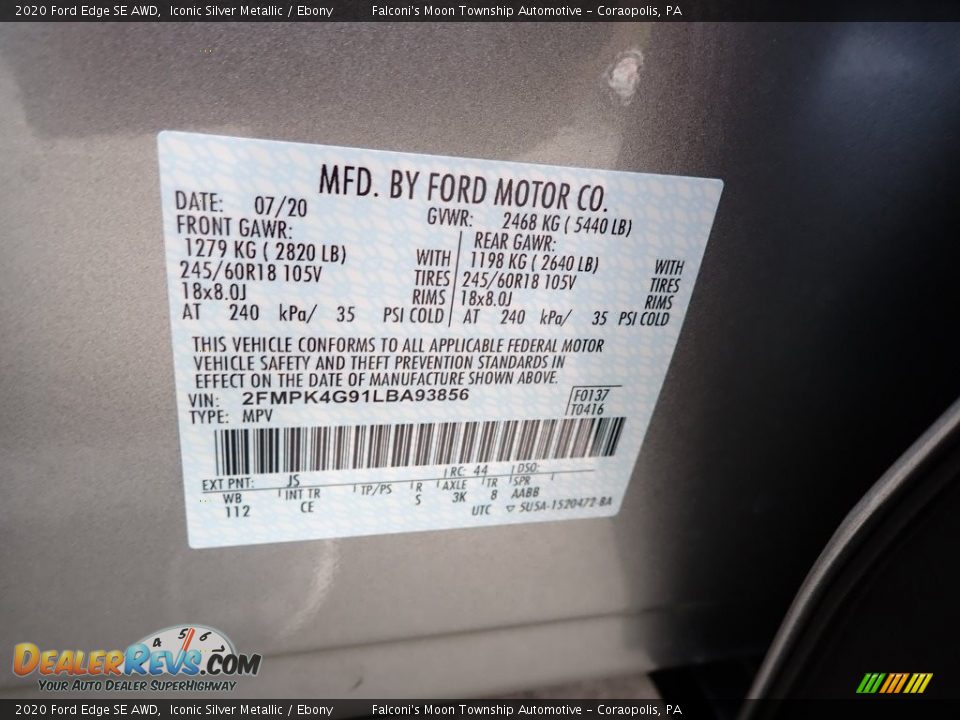 2020 Ford Edge SE AWD, Iconic Silver Metallic / Ebony Falconi's Moon Township Automotive - Coraopolis, PA
MFD. BY FORD MOTOR CO.
DATE: 07/20 GVWR: 2468 KG ( 5440 LB)
FRONT GAWR: REAR GAWR:
1279 KG ( 2820 LB) WITH 1198 KG ( 2640 LB) WITH
245/60R18 105V TIRES 245/60R18 105V TIRES
18x8.0J RIMS 18x8.0J RIMS
AT 240 kPa/ 35 PSI COLD AT 240 kPa/ 35 PSI COLD
THIS VEHICLE CONFORMS TO ALL APPLICABLE FEDERAL MOTOR
VEHICLE SAFETY AND THEFT PREVENTION STANDARDS IN
EFFECT ON THE DATE OF MANUFACTURE SHOWN ABOVE.
VIN: 2FMPK4G91LBA93856 F0137
TYPE: MPV T0416
EXT PNT: JS RC: 44 DSO:
WB INT TR TP/PS R AXLE TR SPR
112 CE S 3K 8 AABB
UTC ▽ SUSA-1520472-BA
4 5 6
DEALERREVS.COM
YOUR AUTO DEALER SUPERHIGHWAY
2020 Ford Edge SE AWD, Iconic Silver Metallic / Ebony Falconi's Moon Township Automotive - Coraopolis, PA